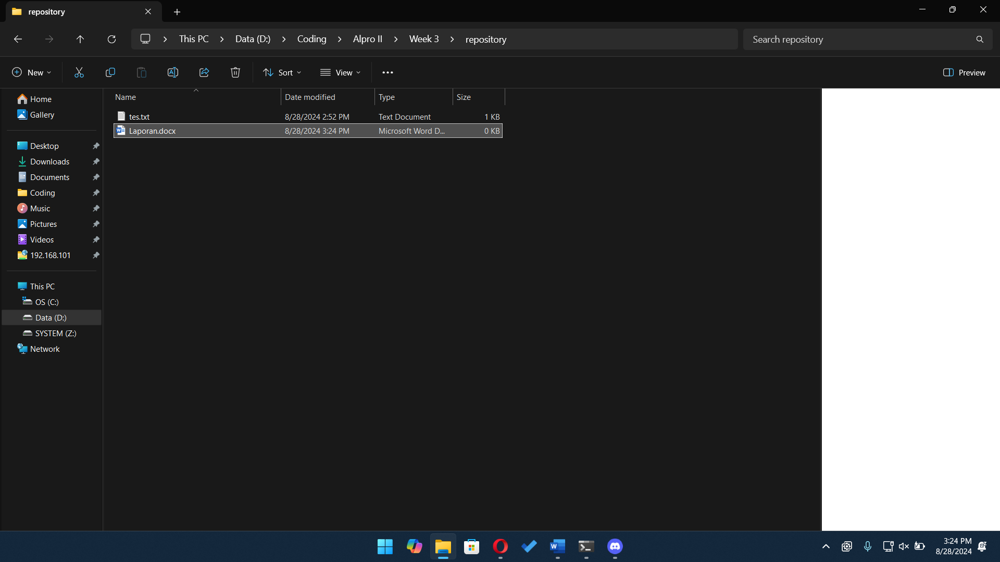 repository
This PC Data (D:) Coding Alpro II Week 3 repository
Search repository
New Sort View Preview
Home
Gallery
Desktop
Downloads
Documents
Coding
Music
Pictures
Videos
192.168.101
This PC
OS (C:)
Data (D:)
SYSTEM (Z:)
Network
Name Date modified Type Size
tes.txt 8/28/2024 2:52 PM Text Document 1 KB
Laporan.docx 8/28/2024 3:24 PM Microsoft Word D... 0 KB
3:24 PM
8/28/2024